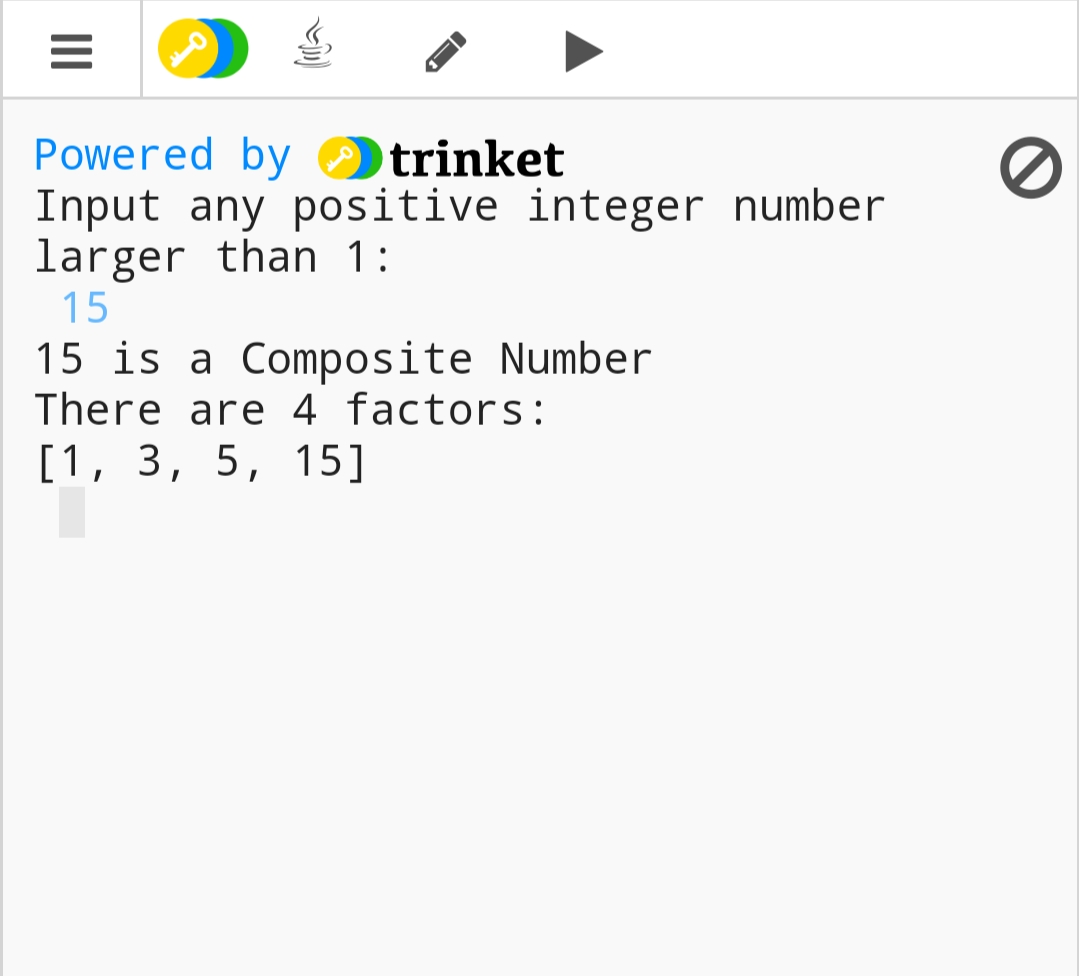 Powered by trinket
Input any positive integer number
larger than 1:
15
15 is a Composite Number
There are 4 factors:
[1, 3, 5, 15]